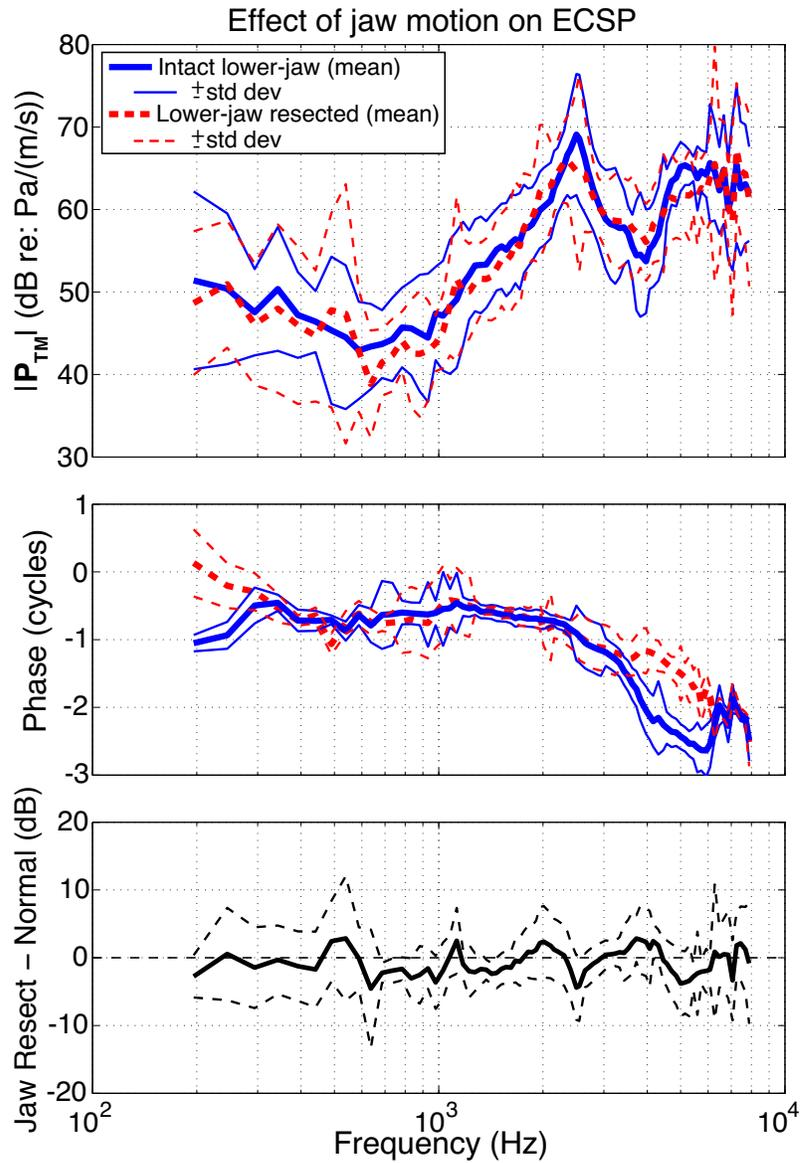 Effect of jaw motion on ECSP
Intact lower-jaw (mean)
±std dev
Lower-jaw resected (mean)
±std dev
|P_TM| (dB re: Pa/(m/s))
80
70
60
50
40
30
Phase (cycles)
1
0
-1
-2
-3
Jaw Resect − Normal (dB)
20
10
0
-10
-20
10^2
10^3
10^4
Frequency (Hz)